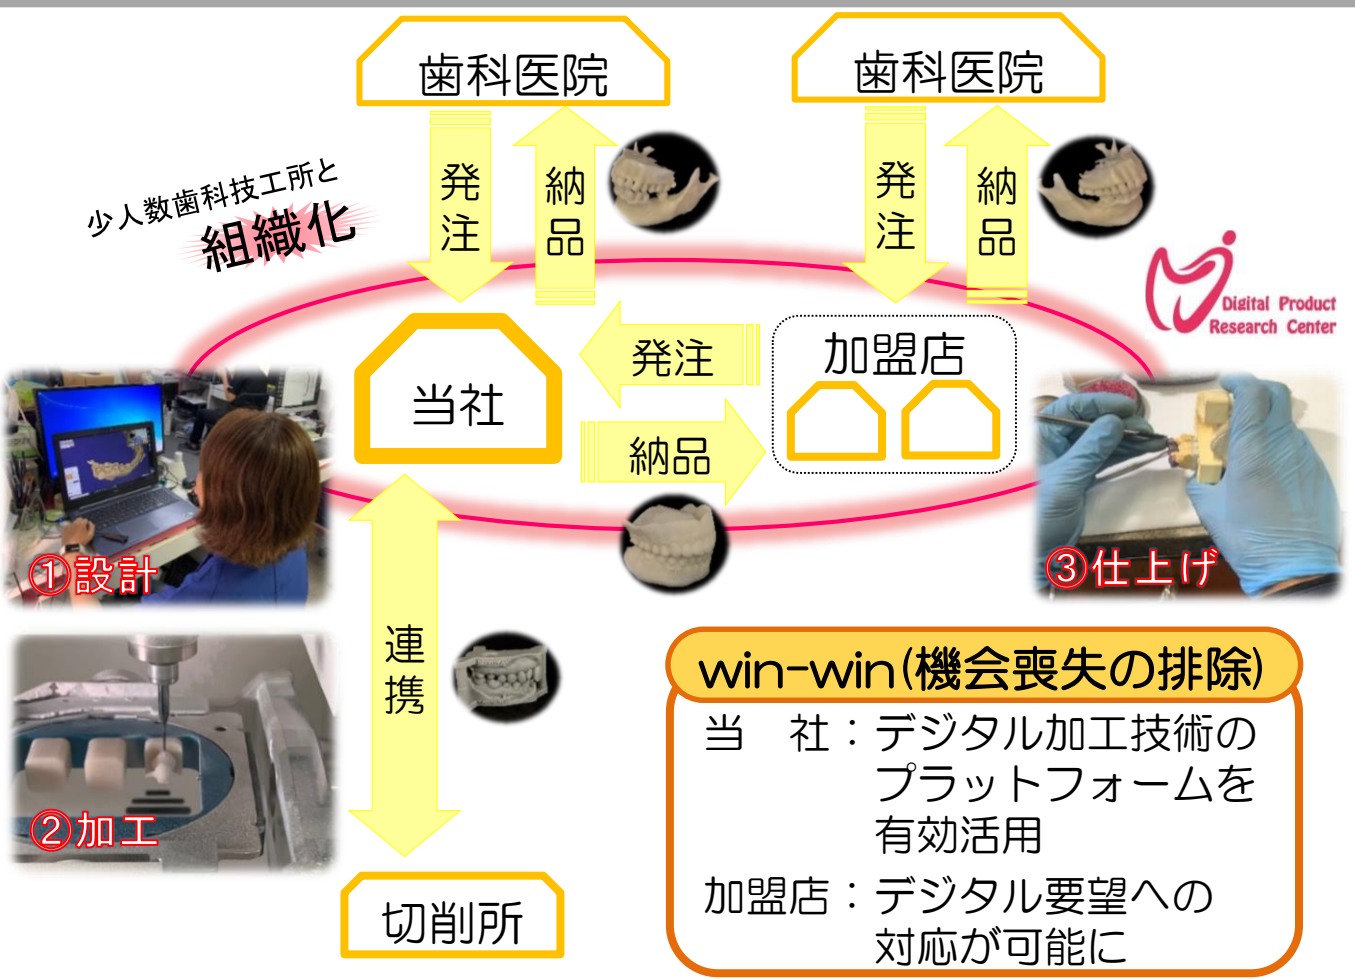 歯科医院
歯科医院
発注
納品
発注
納品
少人数歯科技工所と
組織化
Digital Product
Research Center
発注
加盟店
当社
納品
①設計
③仕上げ
連携
②加工
切削所
win-win(機会喪失の排除)
当　社：デジタル加工技術の
プラットフォームを
有効活用
加盟店：デジタル要望への
対応が可能に